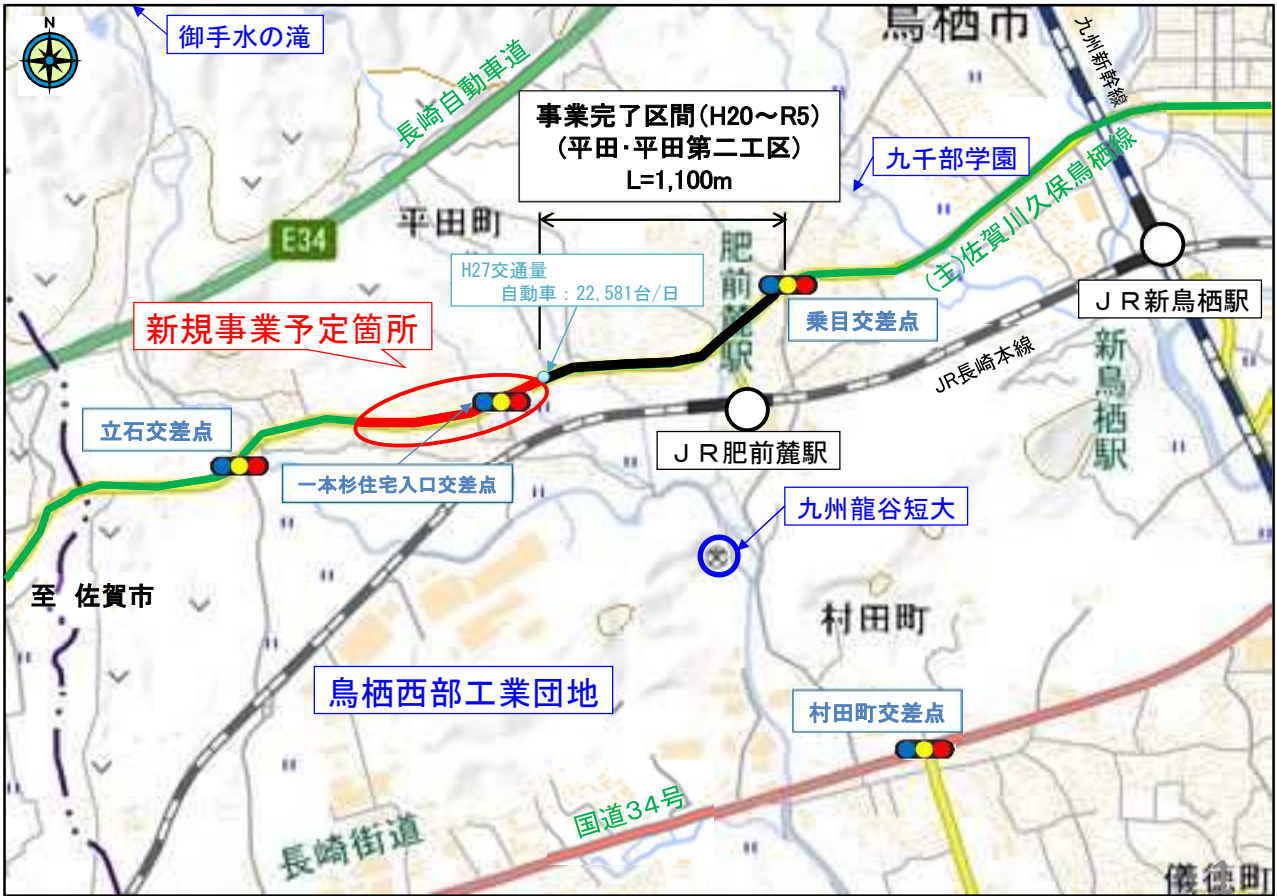 N
御手水の滝
鳥栖市
九州新幹線
長崎自動車道
事業完了区間(H20～R5)
(平田・平田第二工区)
L=1,100m
九千部学園
(主)佐賀川久保鳥栖線
E34
平田町
肥前麓駅
H27交通量
自動車：22,581台/日
ＪＲ新鳥栖駅
新規事業予定箇所
乗目交差点
新鳥栖駅
JR長崎本線
立石交差点
ＪＲ肥前麓駅
一本杉住宅入口交差点
九州龍谷短大
至 佐賀市
村田町
鳥栖西部工業団地
村田町交差点
国道34号
長崎街道
儀徳町